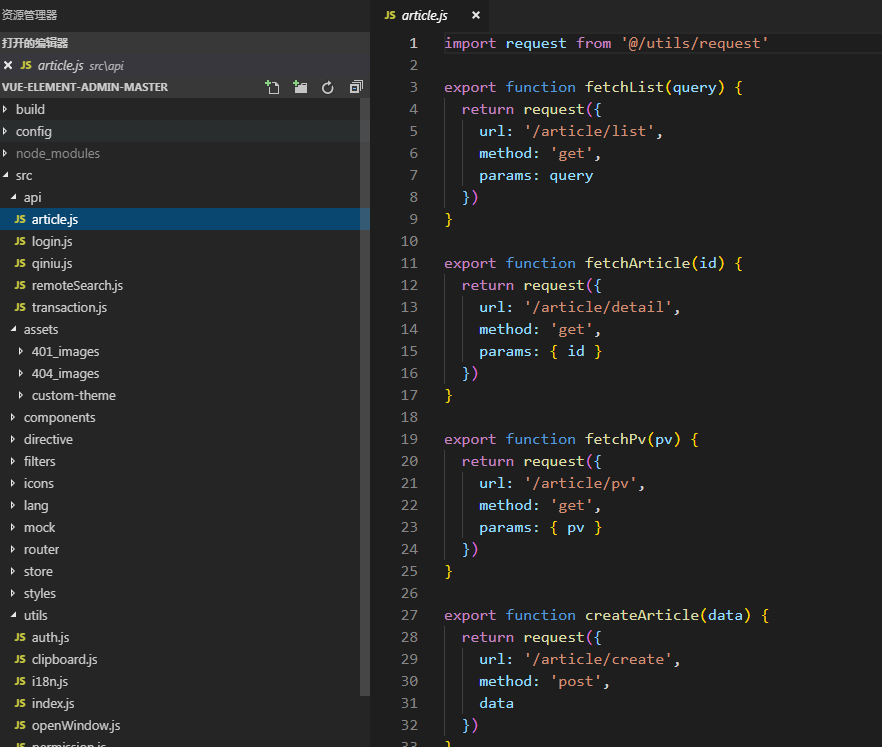 资源管理器
打开的编辑器
JS article.js src\api
VUE-ELEMENT-ADMIN-MASTER
build
config
node_modules
src
api
JS article.js
JS login.js
JS qiniu.js
JS remoteSearch.js
JS transaction.js
assets
401_images
404_images
custom-theme
components
directive
filters
icons
lang
mock
router
store
styles
utils
JS auth.js
JS clipboard.js
JS i18n.js
JS index.js
JS openWindow.js
JS permission.js
JS article.js
1 import request from '@/utils/request'
2
3 export function fetchList(query) {
4 return request({
5 url: '/article/list',
6 method: 'get',
7 params: query
8 })
9 }
10
11 export function fetchArticle(id) {
12 return request({
13 url: '/article/detail',
14 method: 'get',
15 params: { id }
16 })
17 }
18
19 export function fetchPv(pv) {
20 return request({
21 url: '/article/pv',
22 method: 'get',
23 params: { pv }
24 })
25 }
26
27 export function createArticle(data) {
28 return request({
29 url: '/article/create',
30 method: 'post',
31 data
32 })
33 }